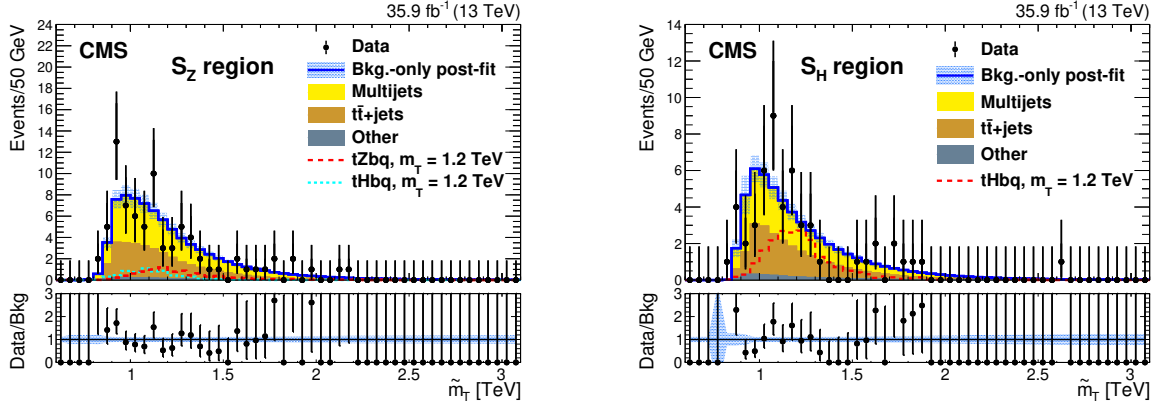 35.9 fb⁻¹ (13 TeV)
CMS
S_Z region
Data
Bkg.-only post-fit
Multijets
tt̄+jets
Other
tZbq, m_T = 1.2 TeV
tHbq, m_T = 1.2 TeV
Events/50 GeV
24
22
20
18
16
14
12
10
8
6
4
2
0
Data/Bkg
3
2
1
0
1 1.5 2 2.5 3
m̃_T [TeV]
35.9 fb⁻¹ (13 TeV)
CMS
S_H region
Data
Bkg.-only post-fit
Multijets
tt̄+jets
Other
tHbq, m_T = 1.2 TeV
Events/50 GeV
14
12
10
8
6
4
2
0
Data/Bkg
3
2
1
0
1 1.5 2 2.5 3
m̃_T [TeV]